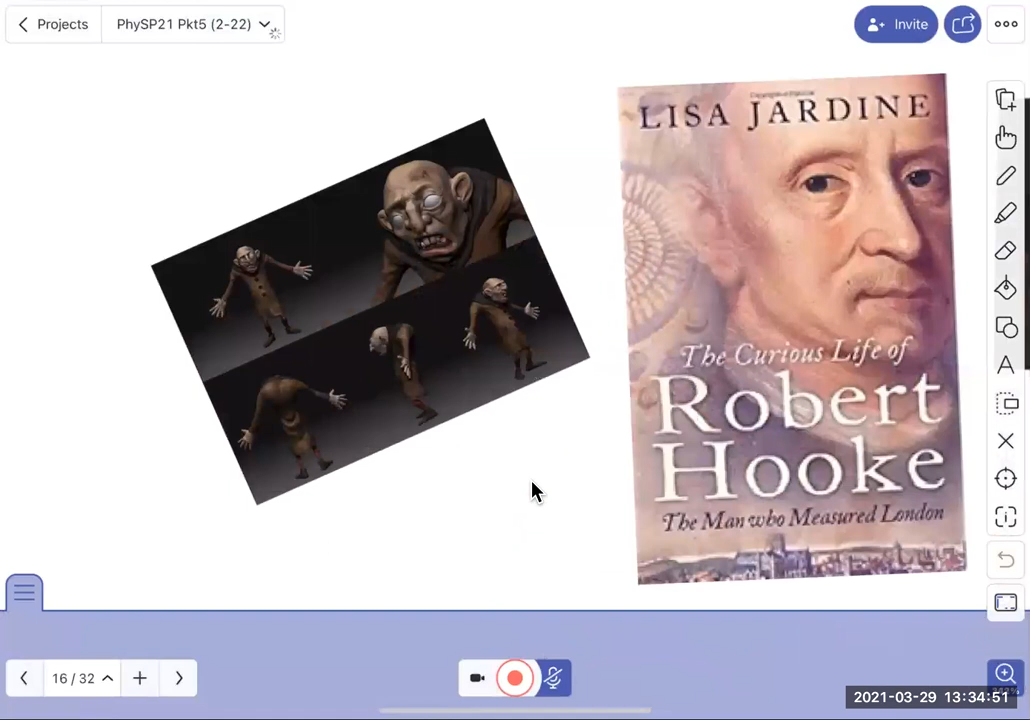 Projects
PhySP21 Pkt5 (2-22)
Invite
LISA JARDINE
The Curious Life of
Robert
Hooke
The Man who Measured London
A
16 / 32
2021-03-29 13:34:51